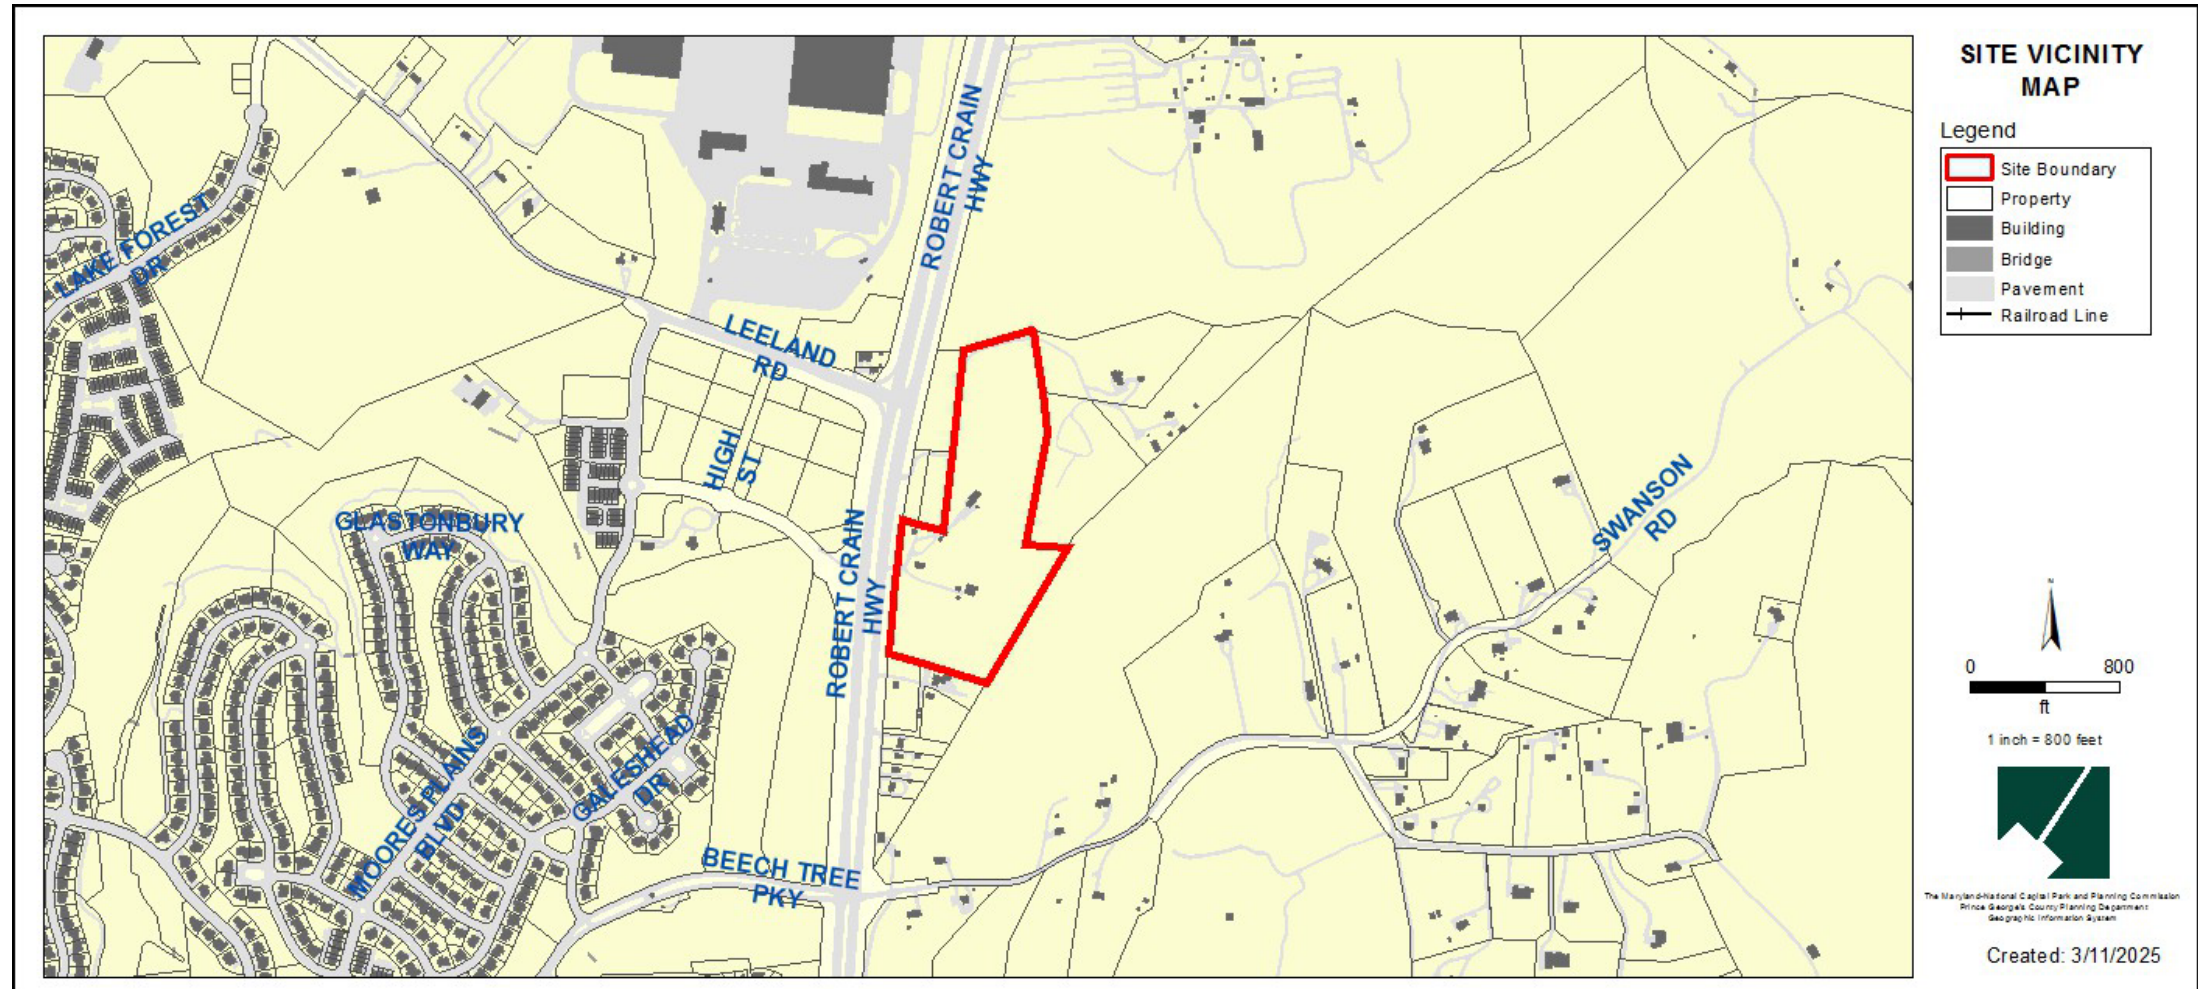 SITE VICINITY
MAP
Legend
Site Boundary
Property
Building
Bridge
Pavement
Railroad Line
N
0 800
ft
1 inch = 800 feet
The Maryland-National Capital Park and Planning Commission
Prince George's County Planning Department
Geographic Information System
Created: 3/11/2025
ROBERT CRAIN
HWY
LAKE FOREST
DR
LEELAND
RD
HIGH
ST
GLASTONBURY
WAY
ROBERT CRAIN
HWY
SWANSON
RD
MOORES PLAINS
BLVD
GALESHEAD
DR
BEECH TREE
PKY